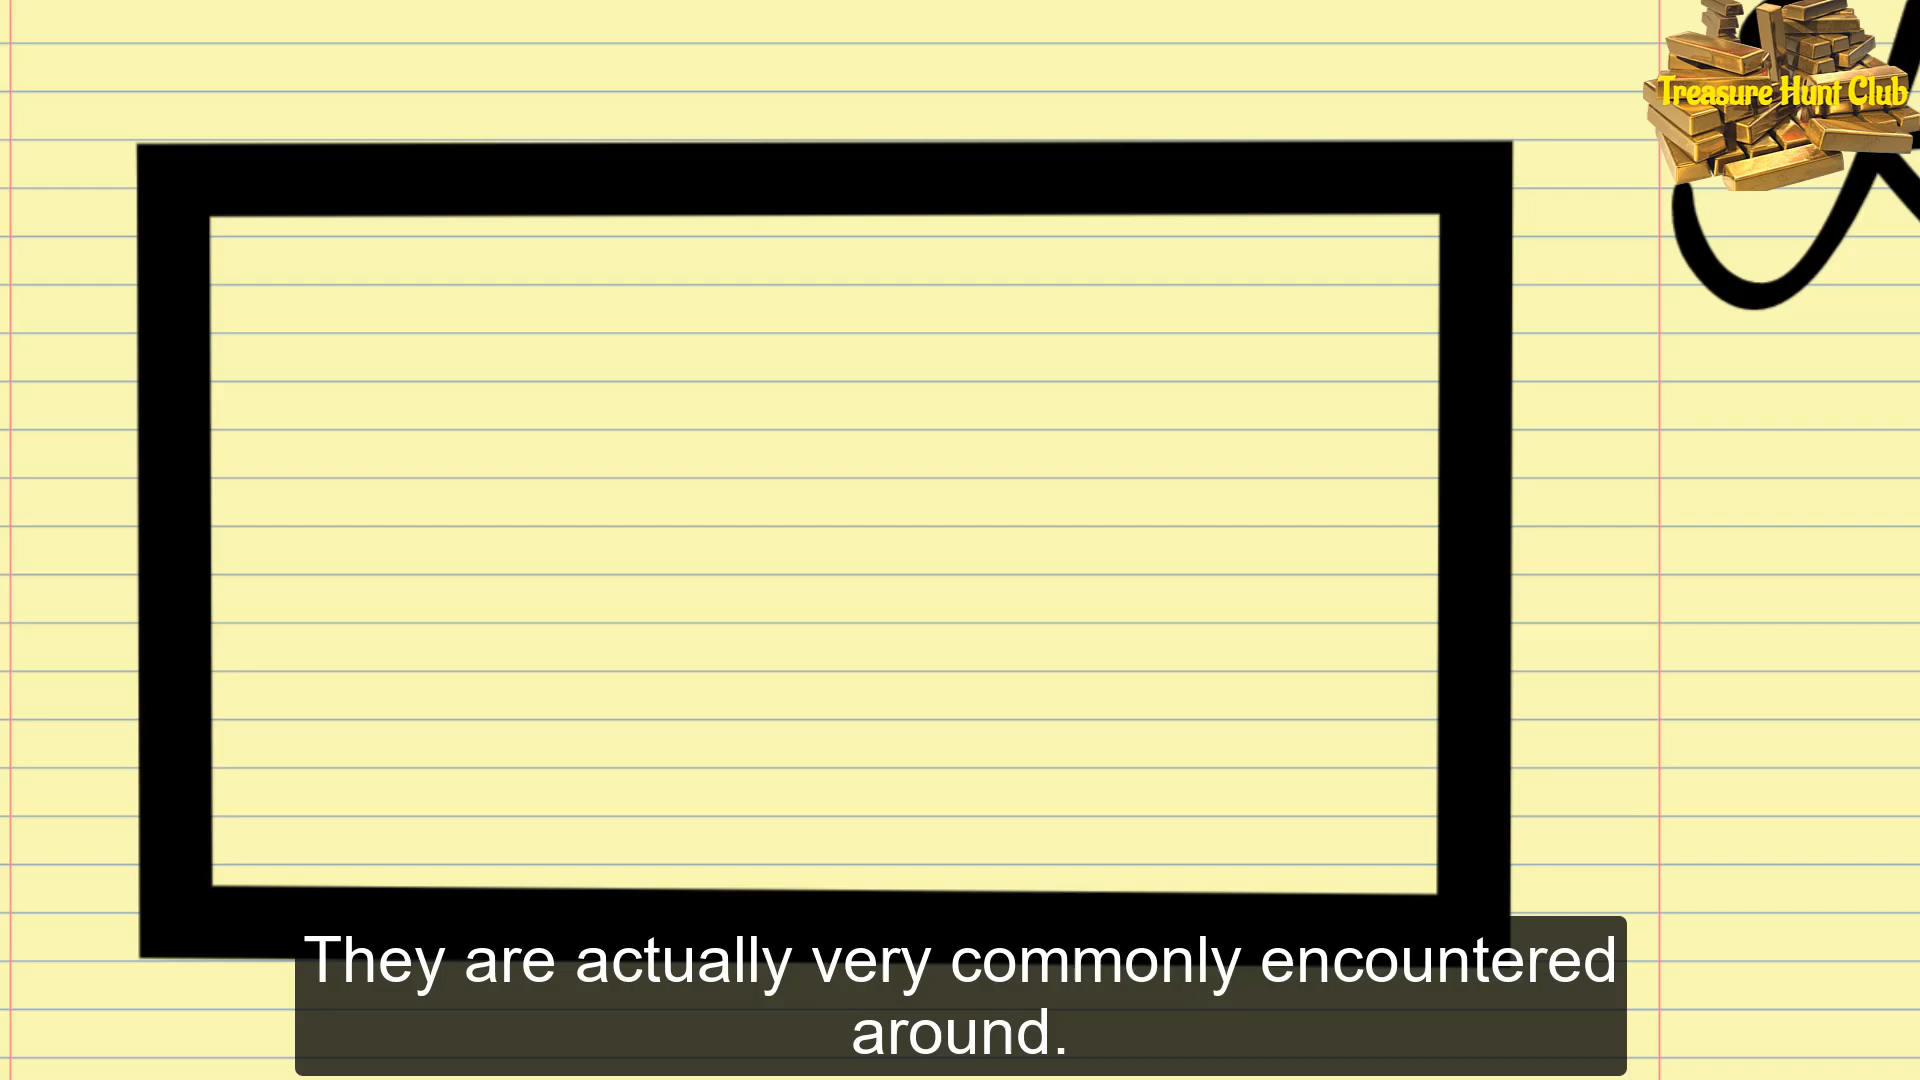 Treasure Hunt Club
They are actually very commonly encountered
around.